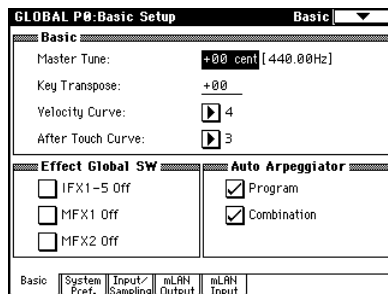 GLOBAL P0:Basic Setup Basic
Basic
Master Tune: +00 cent [440.00Hz]
Key Transpose: +00
Velocity Curve: 4
After Touch Curve: 3
Effect Global SW
IFX1-5 Off
MFX1 Off
MFX2 Off
Auto Arpeggiator
Program
Combination
Basic
System Pref.
Input/ Sampling
mLAN Output
mLAN Input